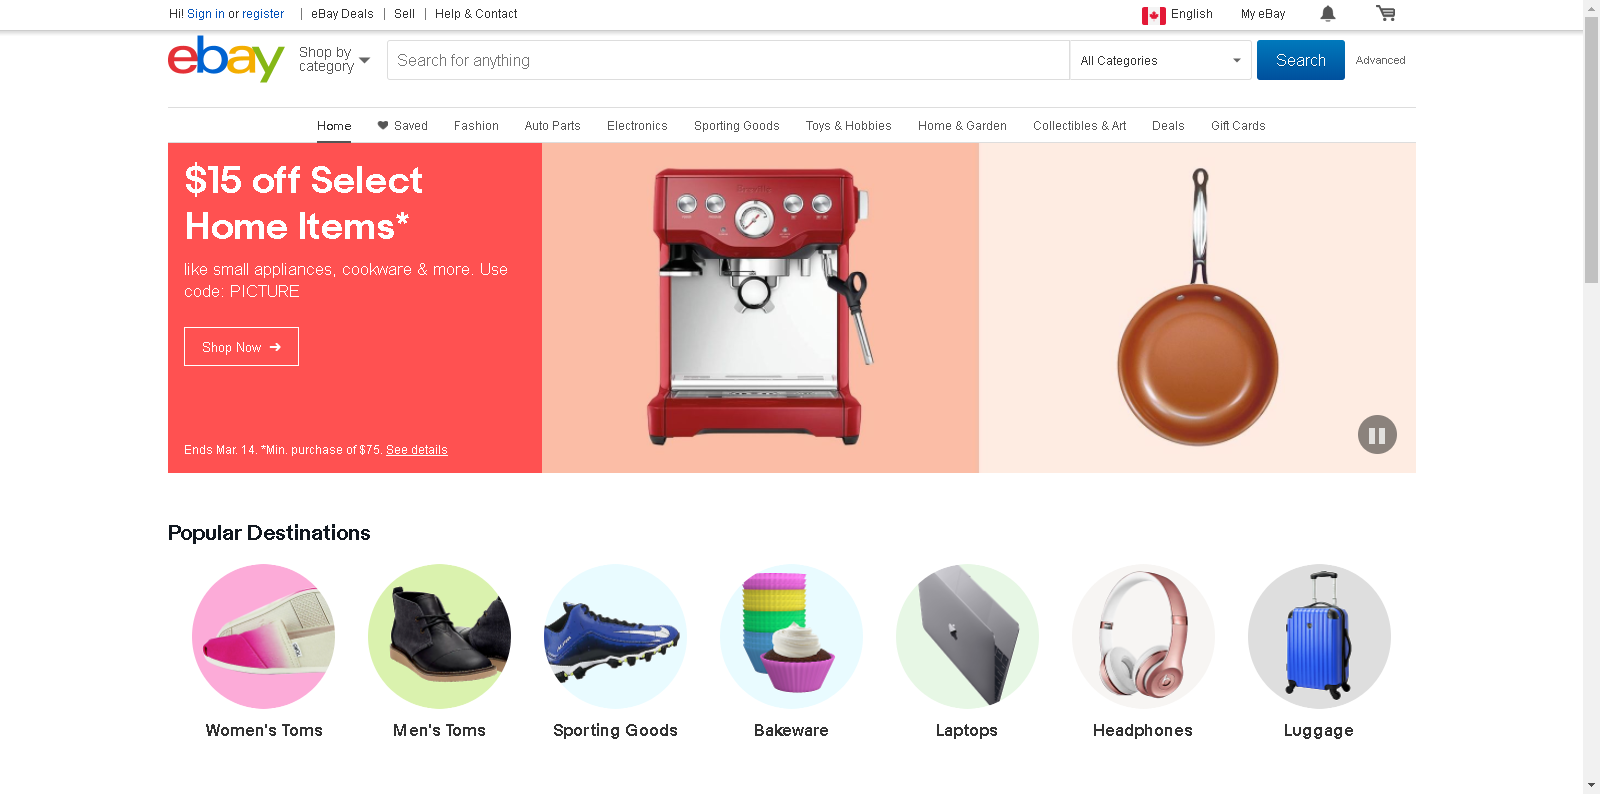 Hi! Sign in or register | eBay Deals | Sell | Help & Contact English My eBay
ebay
Shop by
category
Search for anything
All Categories
Search
Advanced
Home Saved Fashion Auto Parts Electronics Sporting Goods Toys & Hobbies Home & Garden Collectibles & Art Deals Gift Cards
$15 off Select
Home Items*
like small appliances, cookware & more. Use
code: PICTURE
Shop Now →
Ends Mar. 14. *Min. purchase of $75. See details
Popular Destinations
Women's Toms
Men's Toms
Sporting Goods
Bakeware
Laptops
Headphones
Luggage